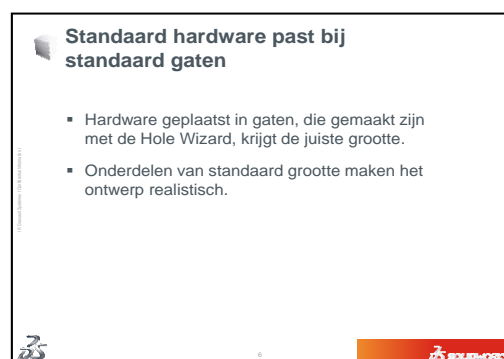 Standaard hardware past bij
standaard gaten
▪ Hardware geplaatst in gaten, die gemaakt zijn
met de Hole Wizard, krijgt de juiste grootte.
▪ Onderdelen van standaard grootte maken het
ontwerp realistisch.
6